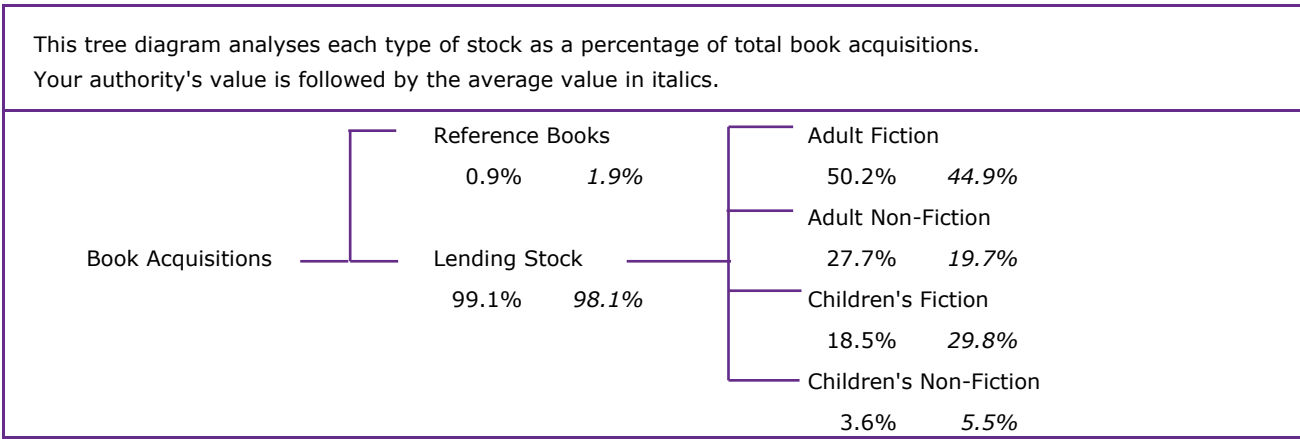 This tree diagram analyses each type of stock as a percentage of total book acquisitions.
Your authority's value is followed by the average value in italics.
Reference Books
0.9% 1.9%
Book Acquisitions
Lending Stock
99.1% 98.1%
Adult Fiction
50.2% 44.9%
Adult Non-Fiction
27.7% 19.7%
Children's Fiction
18.5% 29.8%
Children's Non-Fiction
3.6% 5.5%